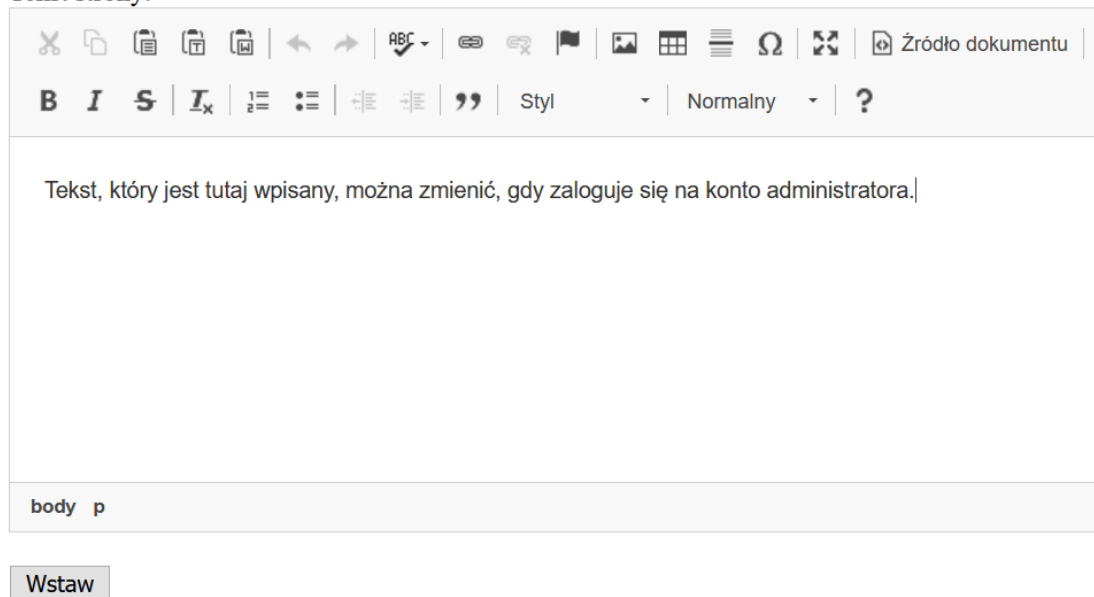 Źródło dokumentu
B I S Ix Styl Normalny ?
Tekst, który jest tutaj wpisany, można zmienić, gdy zaloguje się na konto administratora.
body p
Wstaw